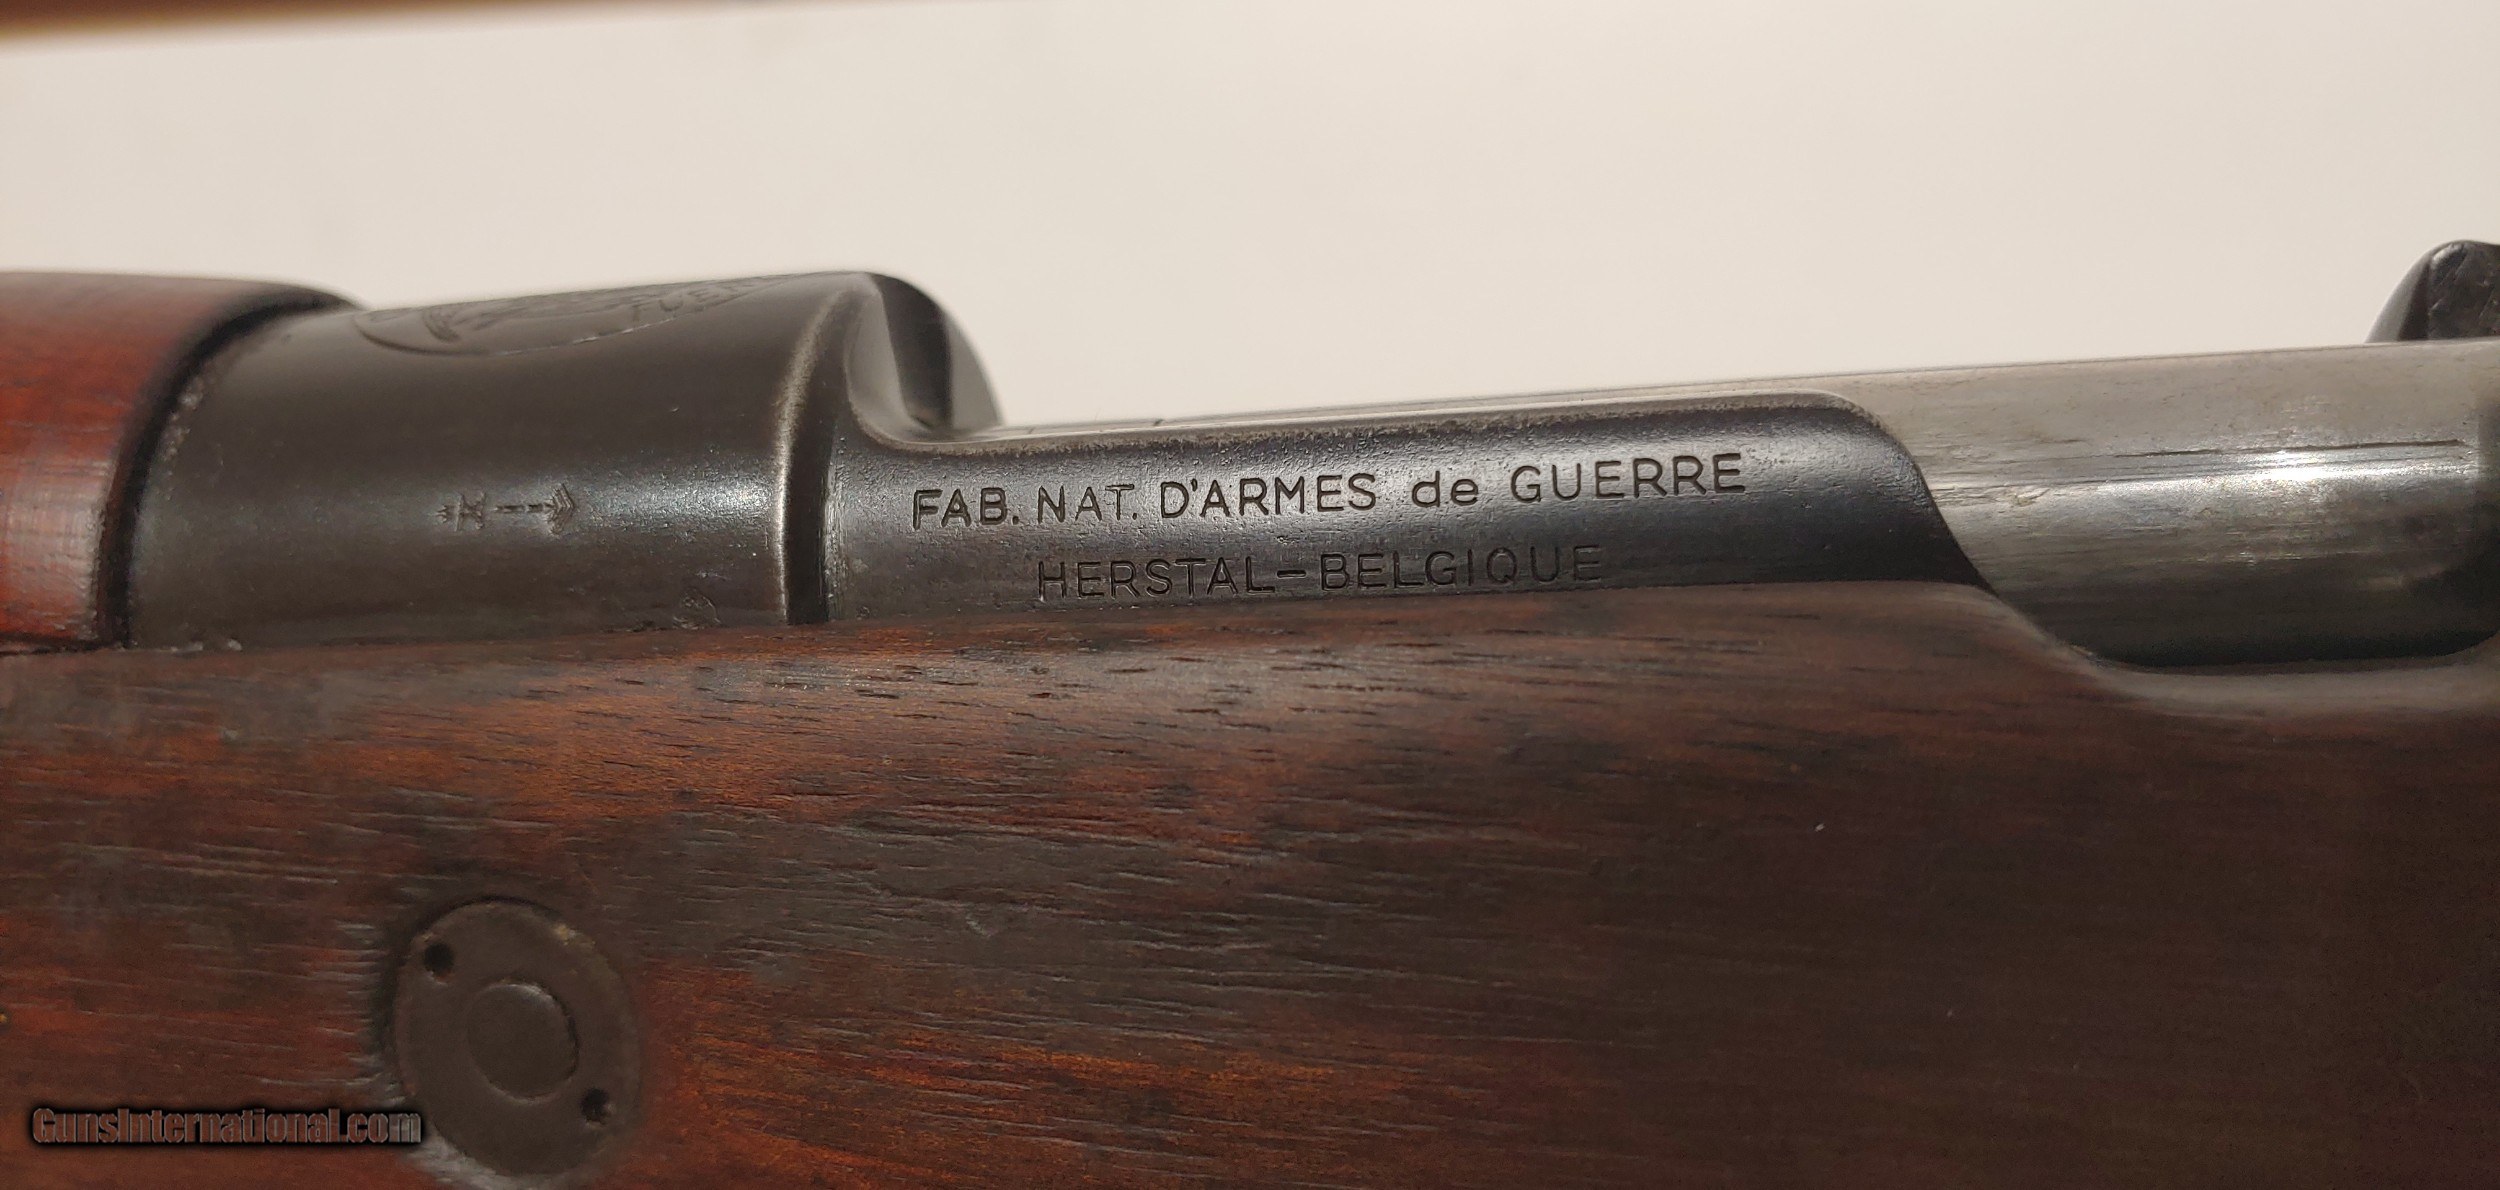 FAB. NAT. D'ARMES de GUERRE
HERSTAL-BELGIQUE
GunsInternational.com